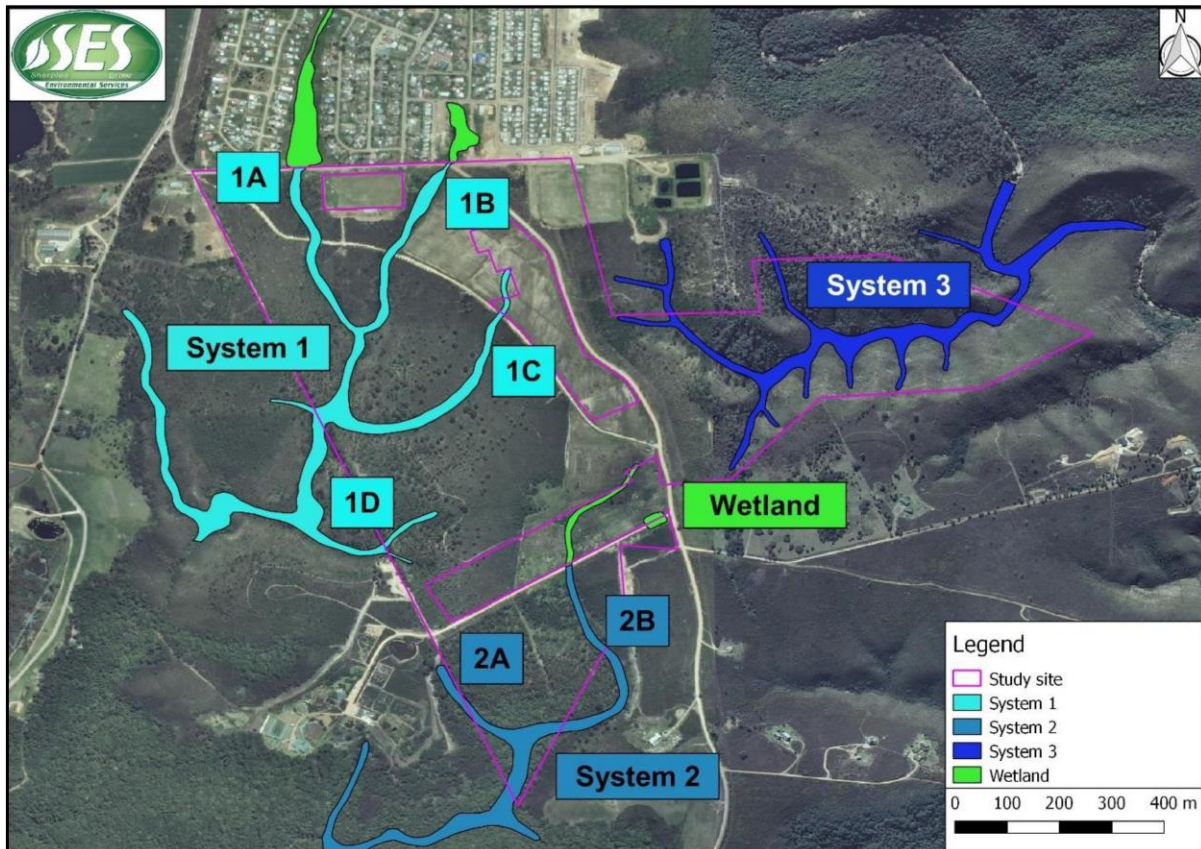 SES
Environmental Services
N
1A
1B
System 1
1C
System 3
1D
Wetland
2A
2B
System 2
Legend
Study site
System 1
System 2
System 3
Wetland
0 100 200 300 400 m